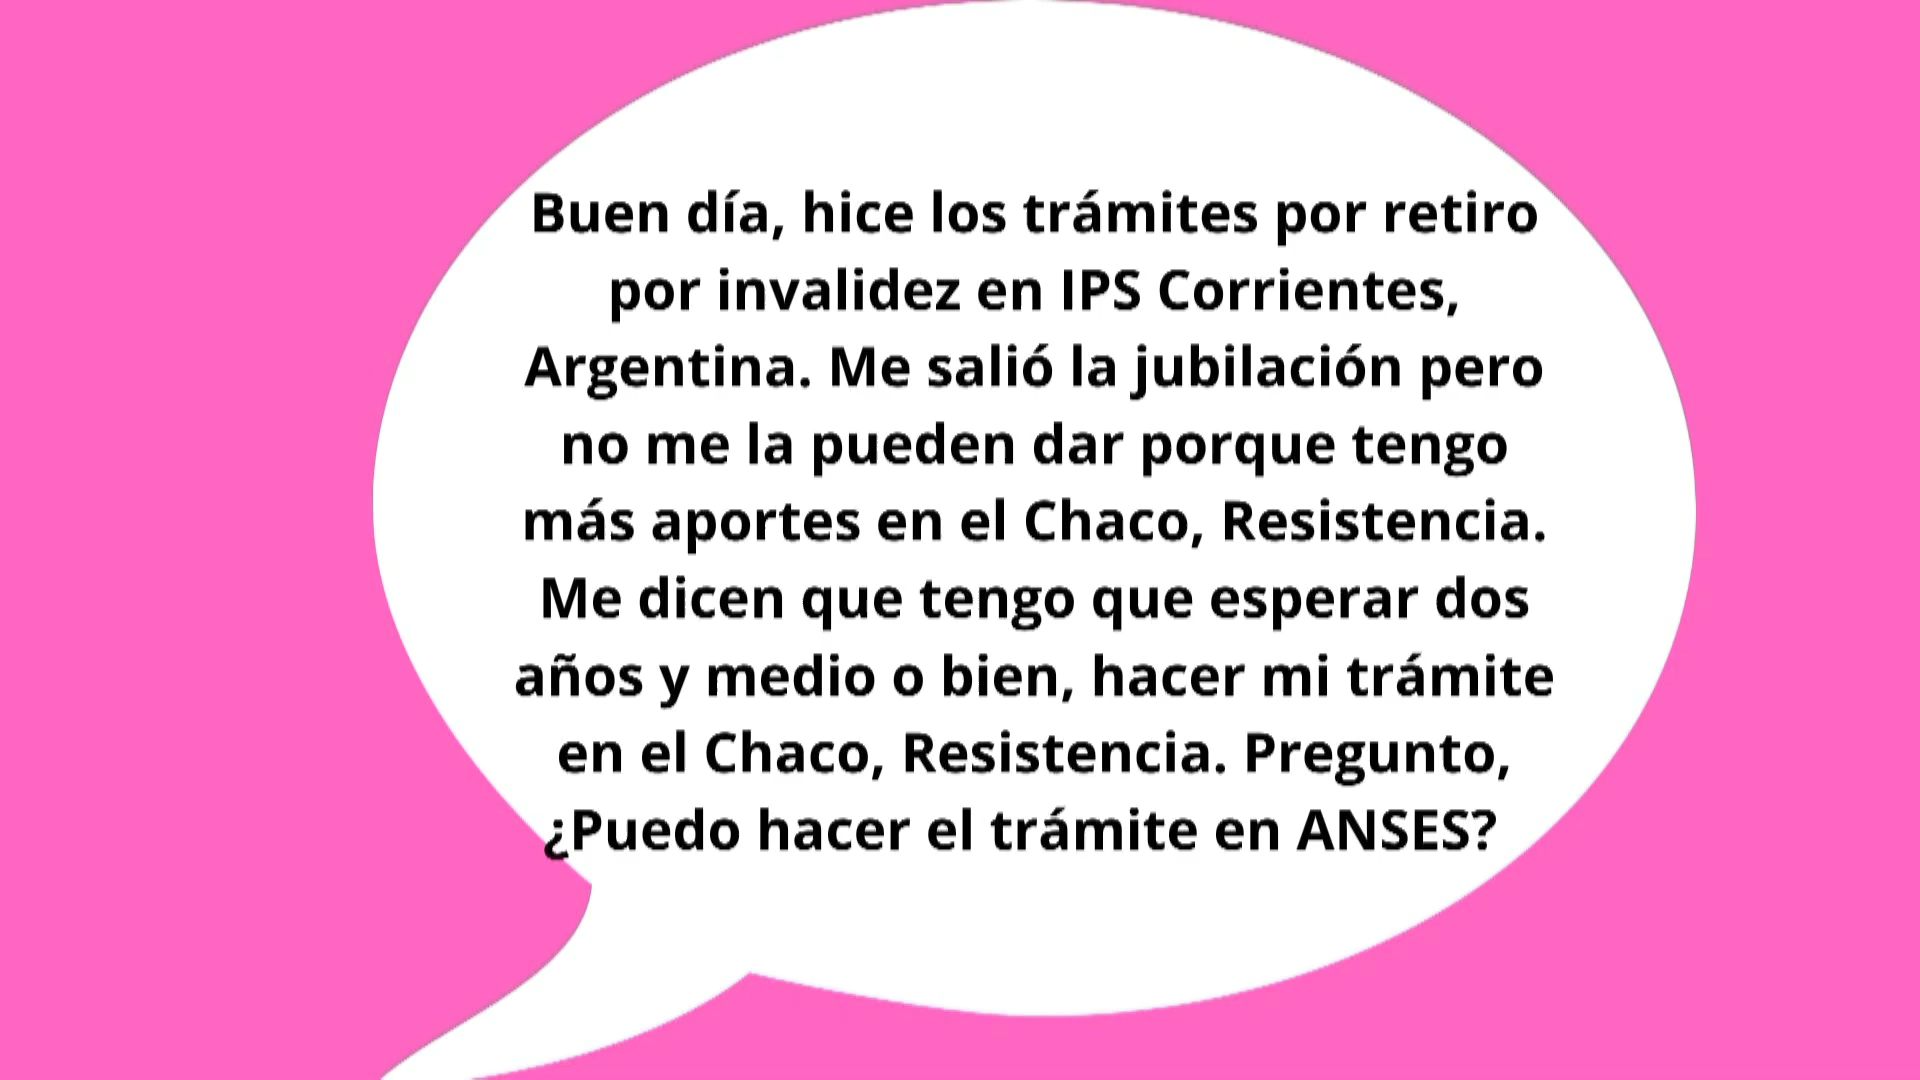 Buen día, hice los trámites por retiro
por invalidez en IPS Corrientes,
Argentina. Me salió la jubilación pero
no me la pueden dar porque tengo
más aportes en el Chaco, Resistencia.
Me dicen que tengo que esperar dos
años y medio o bien, hacer mi trámite
en el Chaco, Resistencia. Pregunto,
¿Puedo hacer el trámite en ANSES?